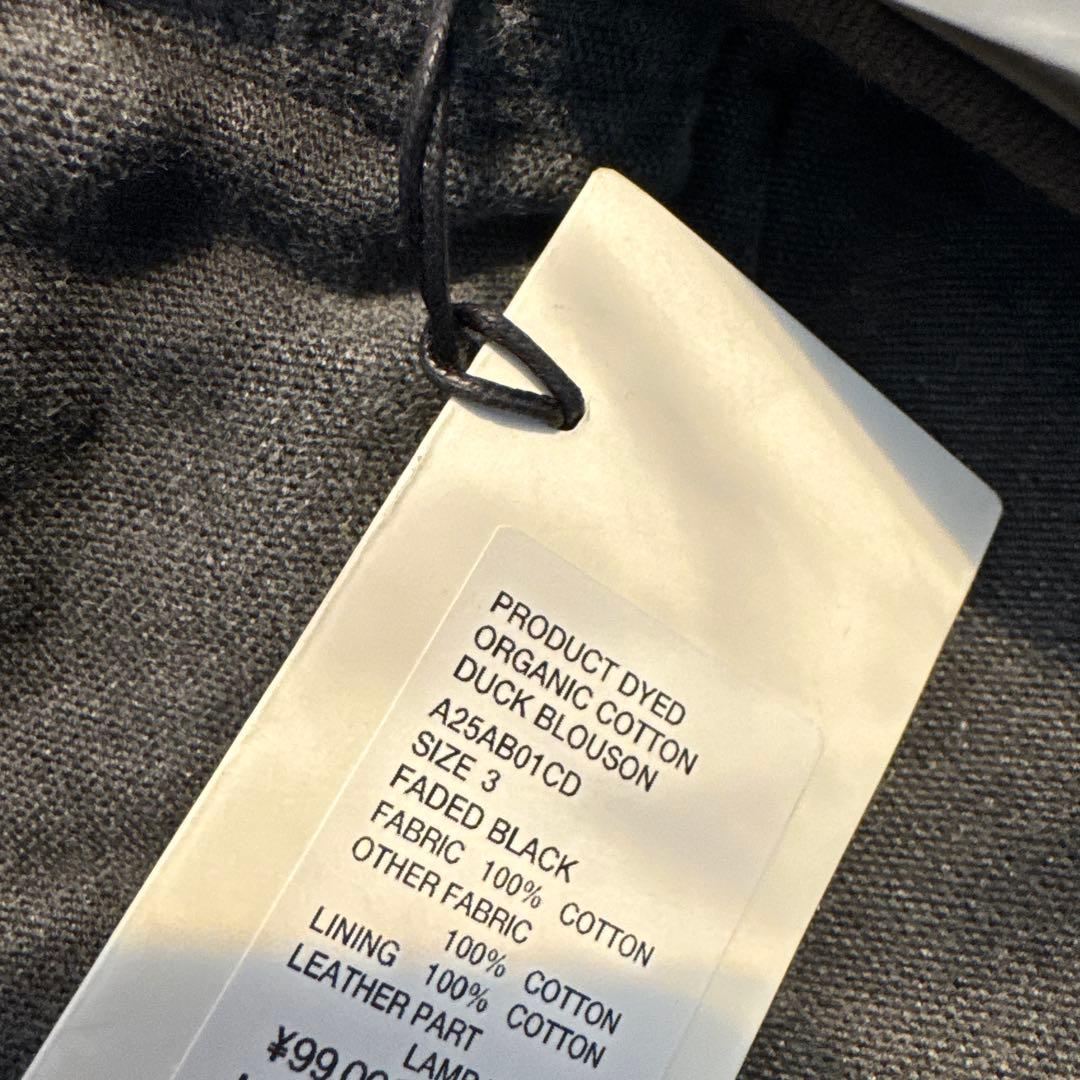 PRODUCT DYED
ORGANIC COTTON
DUCK BLOUSON
A25AB01CD
SIZE 3
FADED BLACK
FABRIC 100% COTTON
OTHER FABRIC
100% COTTON
LINING 100% COTTON
LEATHER PART